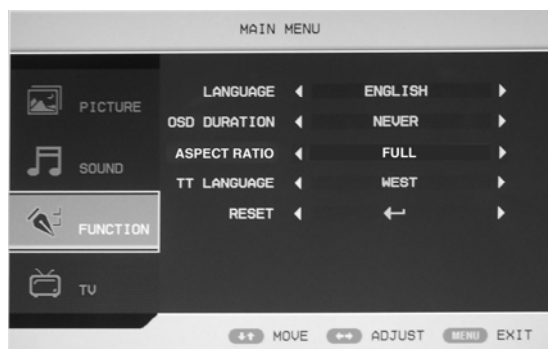 MAIN MENU
PICTURE
SOUND
FUNCTION
TV
LANGUAGE ENGLISH
OSD DURATION NEVER
ASPECT RATIO FULL
TT LANGUAGE WEST
RESET
MOVE ADJUST MENU EXIT